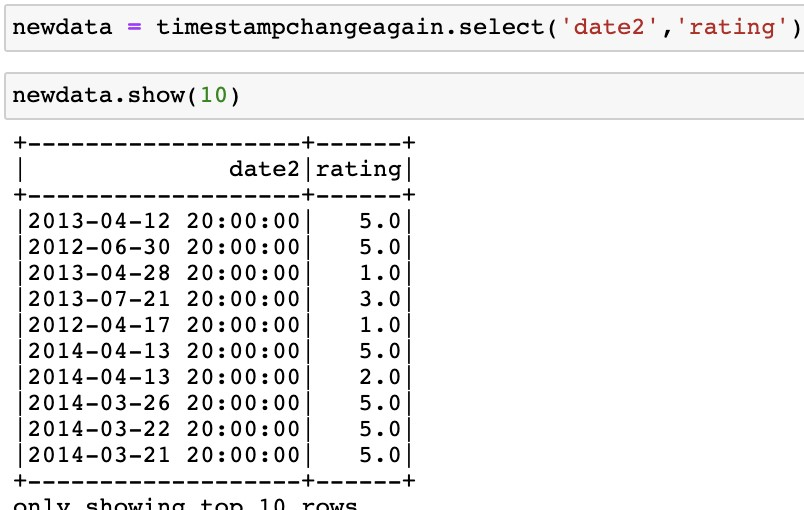 newdata = timestampchangeagain.select('date2','rating')
newdata.show(10)
+-------------------+------+
|              date2|rating|
+-------------------+------+
|2013-04-12 20:00:00|   5.0|
|2012-06-30 20:00:00|   5.0|
|2013-04-28 20:00:00|   1.0|
|2013-07-21 20:00:00|   3.0|
|2012-04-17 20:00:00|   1.0|
|2014-04-13 20:00:00|   5.0|
|2014-04-13 20:00:00|   2.0|
|2014-03-26 20:00:00|   5.0|
|2014-03-22 20:00:00|   5.0|
|2014-03-21 20:00:00|   5.0|
+-------------------+------+
only showing top 10 rows